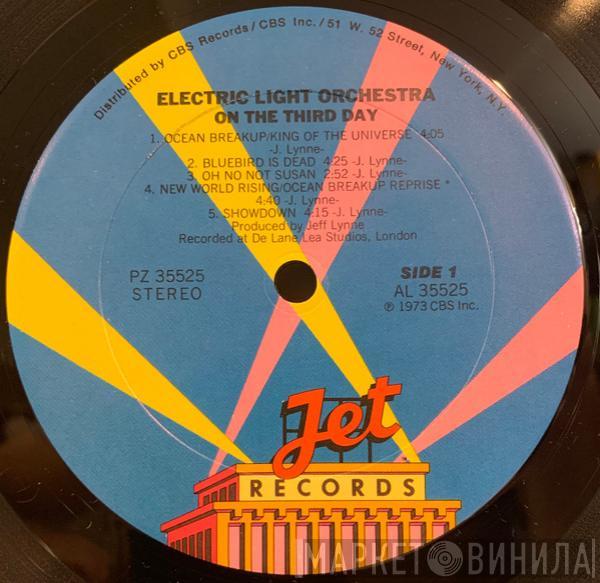 Distributed by CBS Records/CBS Inc./51 W. 52 Street, New York, N.Y.
ELECTRIC LIGHT ORCHESTRA
ON THE THIRD DAY
1. OCEAN BREAKUP/KING OF THE UNIVERSE 4:05
-J. Lynne-
2. BLUEBIRD IS DEAD 4:25 -J. Lynne-
3. OH NO NOT SUSAN 2:52 -J. Lynne-
4. NEW WORLD RISING/OCEAN BREAKUP REPRISE *
4:40 -J. Lynne-
5. SHOWDOWN 4:15 -J. Lynne-
Produced by Jeff Lynne
Recorded at De Lane Lea Studios, London
PZ 35525
STEREO
SIDE 1
AL 35525
℗ 1973 CBS Inc.
Jet
RECORDS
МАРКЕТ ВИНИЛА